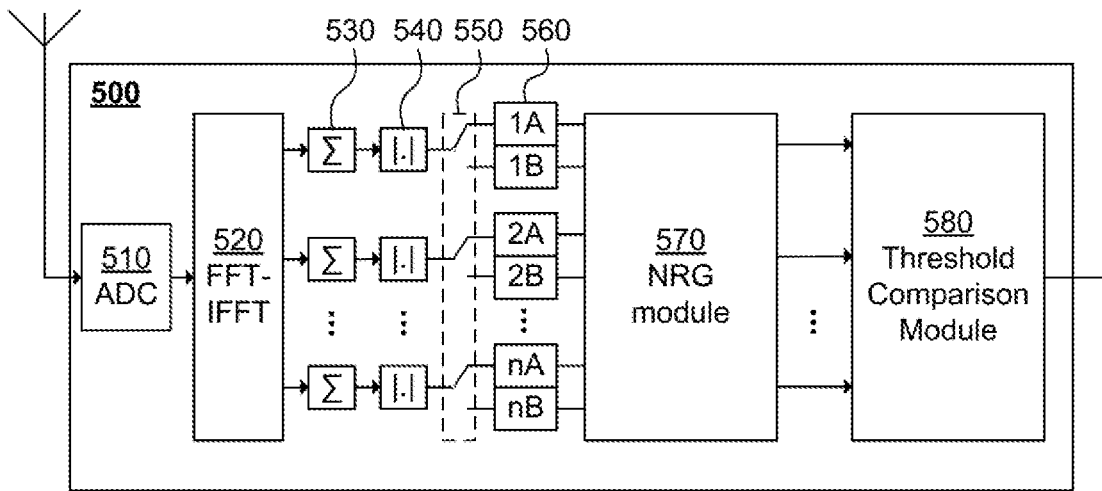 530 540 550 560
500
Σ |.| 1A
1B
Σ |.| 2A
2B
... ... ...
Σ |.| nA
nB
510
ADC
520
FFT-
IFFT
570
NRG
module
...
580
Threshold
Comparison
Module